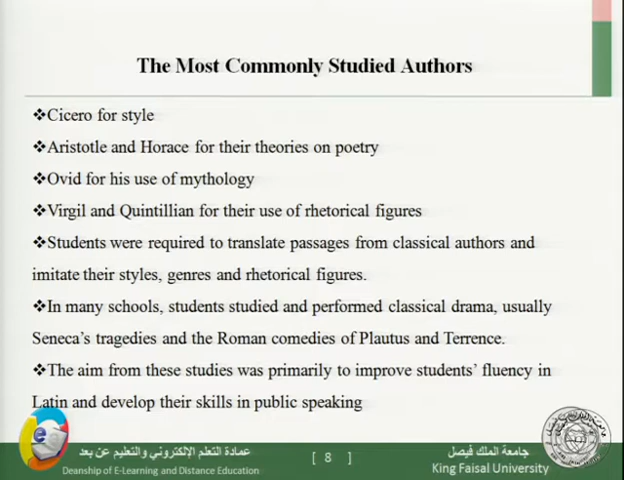 The Most Commonly Studied Authors
❖Cicero for style
❖Aristotle and Horace for their theories on poetry
❖Ovid for his use of mythology
❖Virgil and Quintillian for their use of rhetorical figures
❖Students were required to translate passages from classical authors and
imitate their styles, genres and rhetorical figures.
❖In many schools, students studied and performed classical drama, usually
Seneca’s tragedies and the Roman comedies of Plautus and Terrence.
❖The aim from these studies was primarily to improve students’ fluency in
Latin and develop their skills in public speaking
عمادة التعلم الإلكتروني والتعليم عن بعد
Deanship of E-Learning and Distance Education
[ 8 ]
جامعة الملك فيصل
King Faisal University